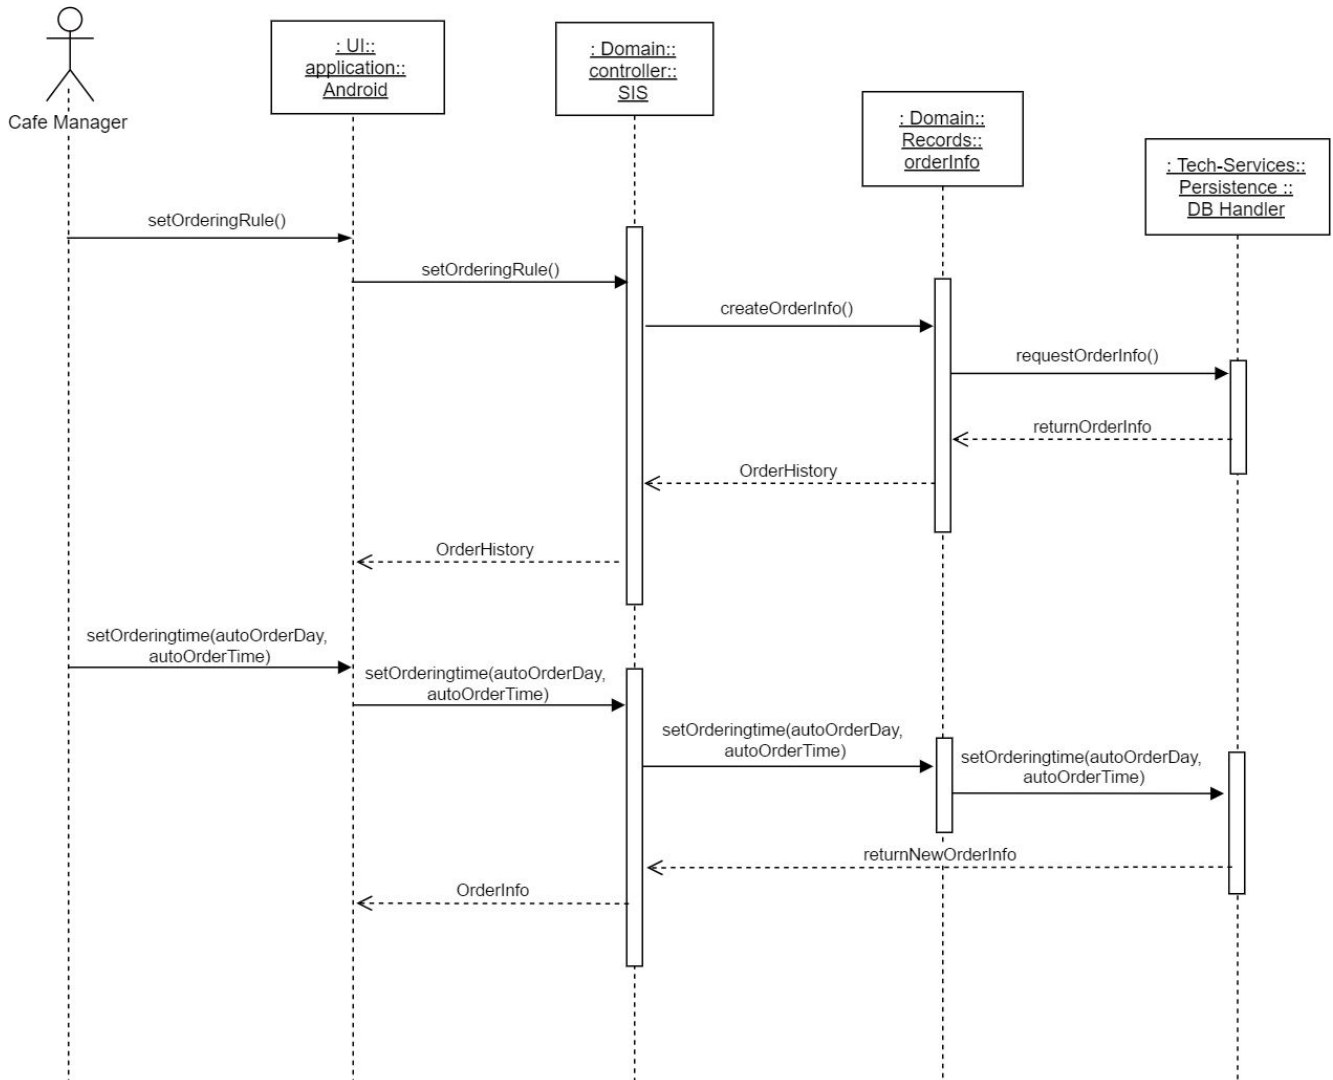 : UI::
application::
Android
: Domain::
controller::
SIS
Cafe Manager
: Domain::
Records::
orderInfo
: Tech-Services::
Persistence ::
DB Handler
setOrderingRule()
setOrderingRule()
createOrderInfo()
requestOrderInfo()
returnOrderInfo
OrderHistory
OrderHistory
setOrderingtime(autoOrderDay,
autoOrderTime)
setOrderingtime(autoOrderDay,
autoOrderTime)
setOrderingtime(autoOrderDay,
autoOrderTime)
setOrderingtime(autoOrderDay,
autoOrderTime)
returnNewOrderInfo
OrderInfo